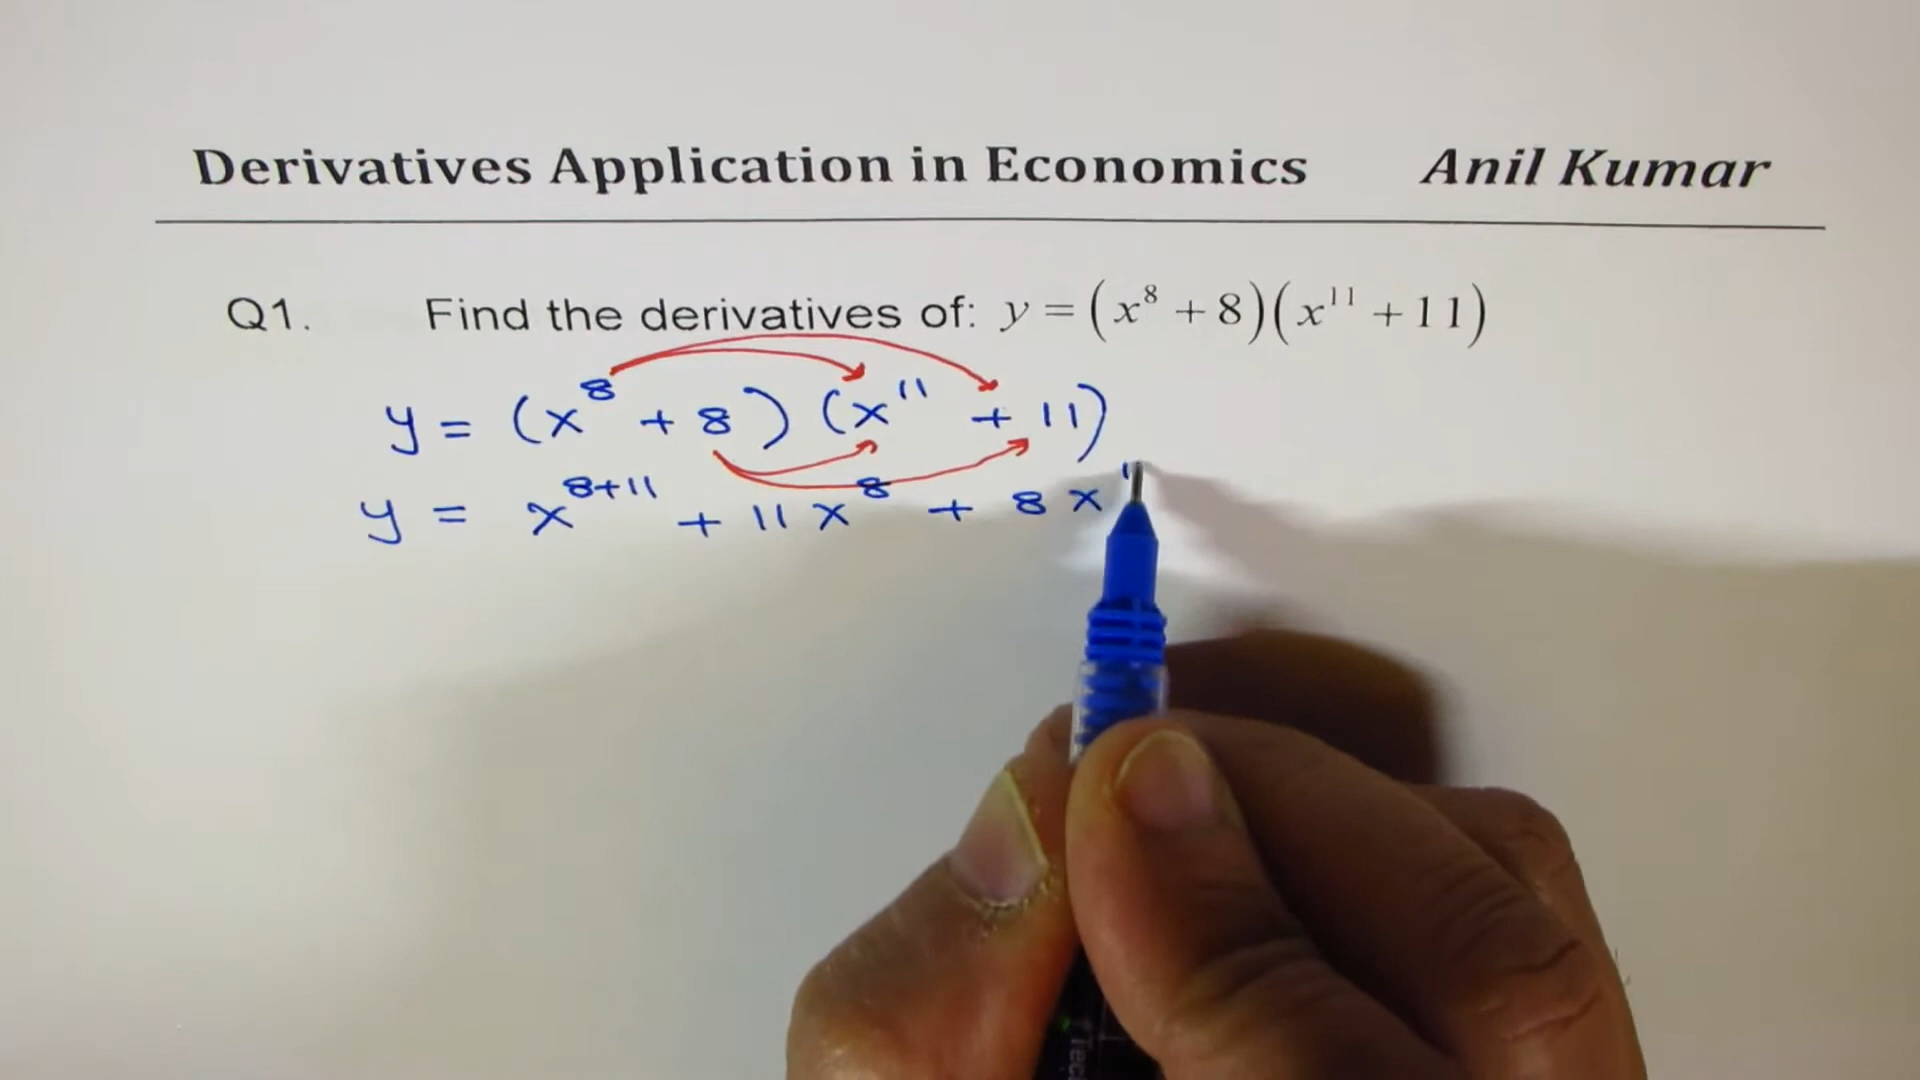 Derivatives Application in Economics Anil Kumar
Q1. Find the derivatives of: y = (x⁸ + 8)(x¹¹ + 11)
y = (x⁸ + 8) (x¹¹ + 11)
y = x⁸⁺¹¹ + 11x⁸ + 8x¹¹